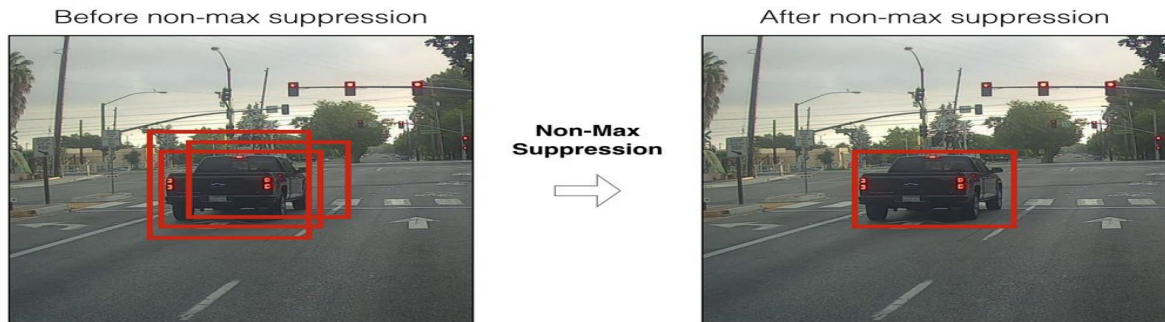 Before non-max suppression
After non-max suppression
Non-Max
Suppression